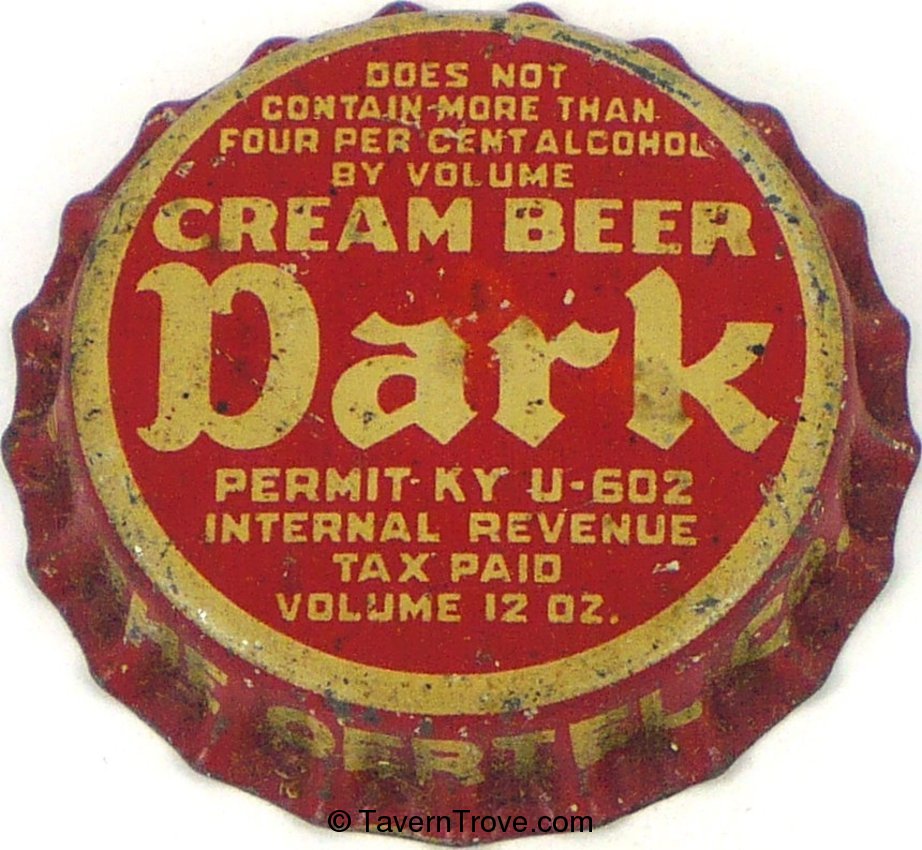 DOES NOT
CONTAIN MORE THAN
FOUR PER CENT ALCOHOL
BY VOLUME
CREAM BEER
Dark
PERMIT-KY U-602
INTERNAL REVENUE
TAX PAID
VOLUME 12 OZ.
OERTEL CO.
© TavernTrove.com